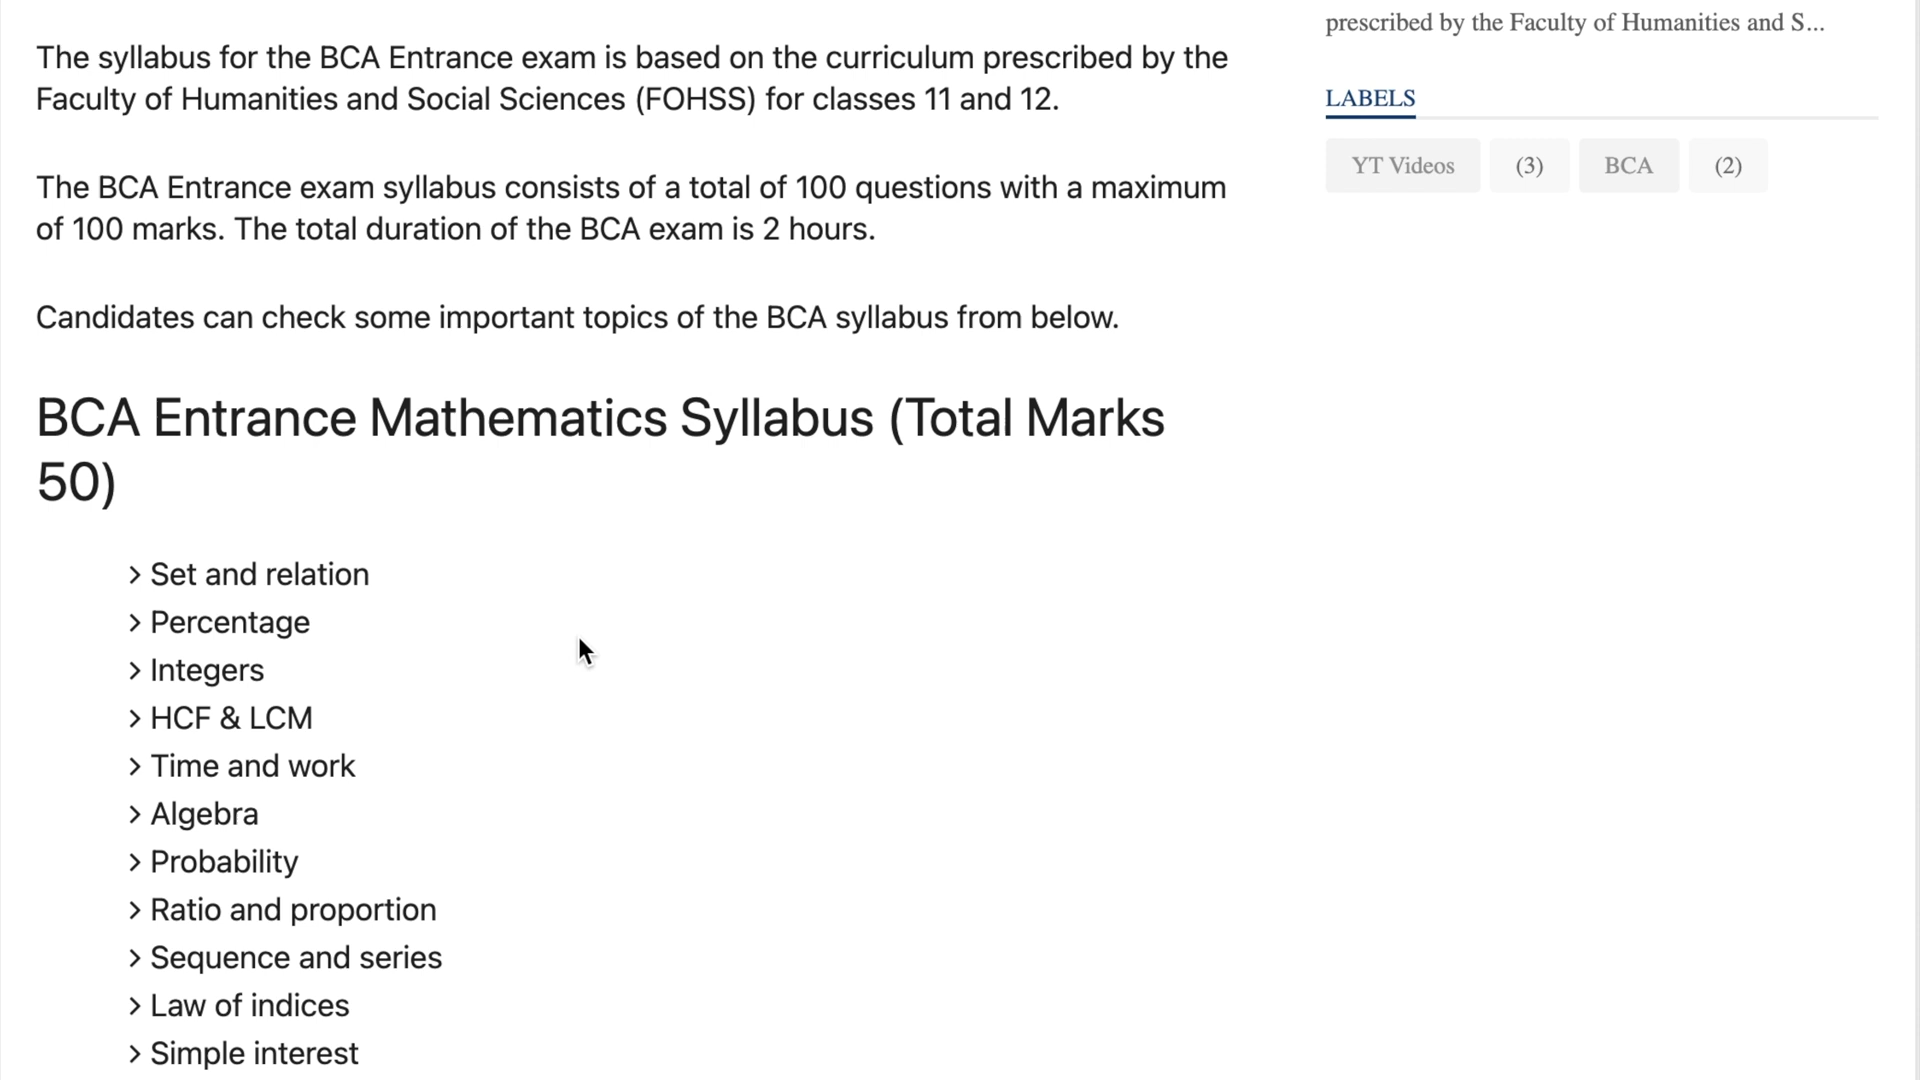 The syllabus for the BCA Entrance exam is based on the curriculum prescribed by the
Faculty of Humanities and Social Sciences (FOHSS) for classes 11 and 12.
The BCA Entrance exam syllabus consists of a total of 100 questions with a maximum
of 100 marks. The total duration of the BCA exam is 2 hours.
Candidates can check some important topics of the BCA syllabus from below.
BCA Entrance Mathematics Syllabus (Total Marks
50)
> Set and relation
> Percentage
> Integers
> HCF & LCM
> Time and work
> Algebra
> Probability
> Ratio and proportion
> Sequence and series
> Law of indices
> Simple interest
prescribed by the Faculty of Humanities and S...
LABELS
YT Videos (3) BCA (2)